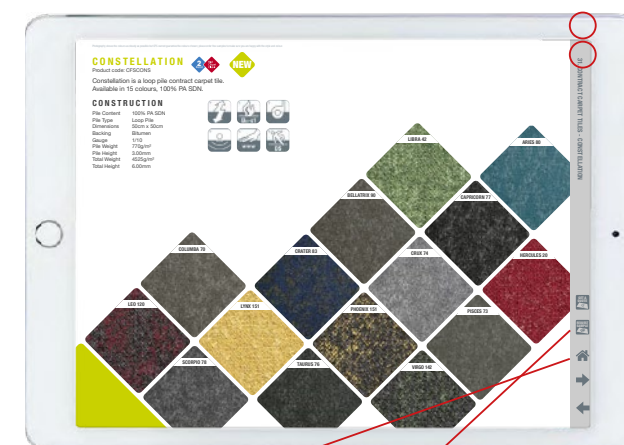 CONSTELLATION
Product code: CFSCONS
2
NEW
Constellation is a loop pile contract carpet tile.
Available in 15 colours, 100% PA SDN.
CONSTRUCTION
Pile Content 100% PA SDN
Pile Type Loop Pile
Dimensions 50cm x 50cm
Backing Bitumen
Gauge 1/10
Pile Weight 770g/m²
Pile Height 3.00mm
Total Weight 4525g/m²
Total Height 6.00mm
LIBRA 42
ARIES 80
BELLATRIX 90
CAPRICORN 77
COLUMBA 70
CRATER 83
CRUX 74
HERCULES 20
LEO 120
LYNX 151
PHOENIX 151
PISCES 73
SCORPIO 78
TAURUS 76
VIRGO 142
CONTRACT CARPET TILES - CONSTELLATION